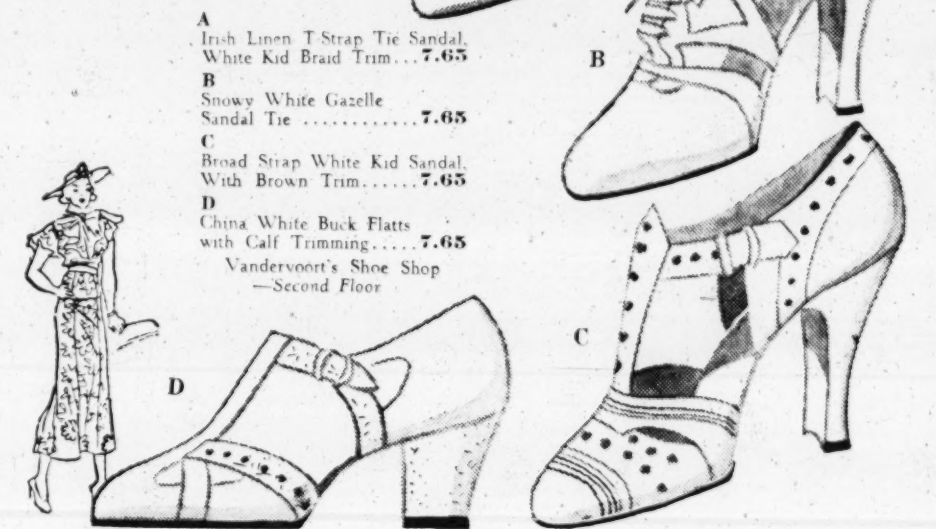 A
Irish Linen T-Strap Tie Sandal,
White Kid Braid Trim...7.65
B
Snowy White Gazelle
Sandal Tie ............7.65
C
Broad Strap White Kid Sandal,
With Brown Trim......7.65
D
China White Buck Flatts
with Calf Trimming.....7.65
Vandervoort's Shoe Shop
—Second Floor
B
C
D